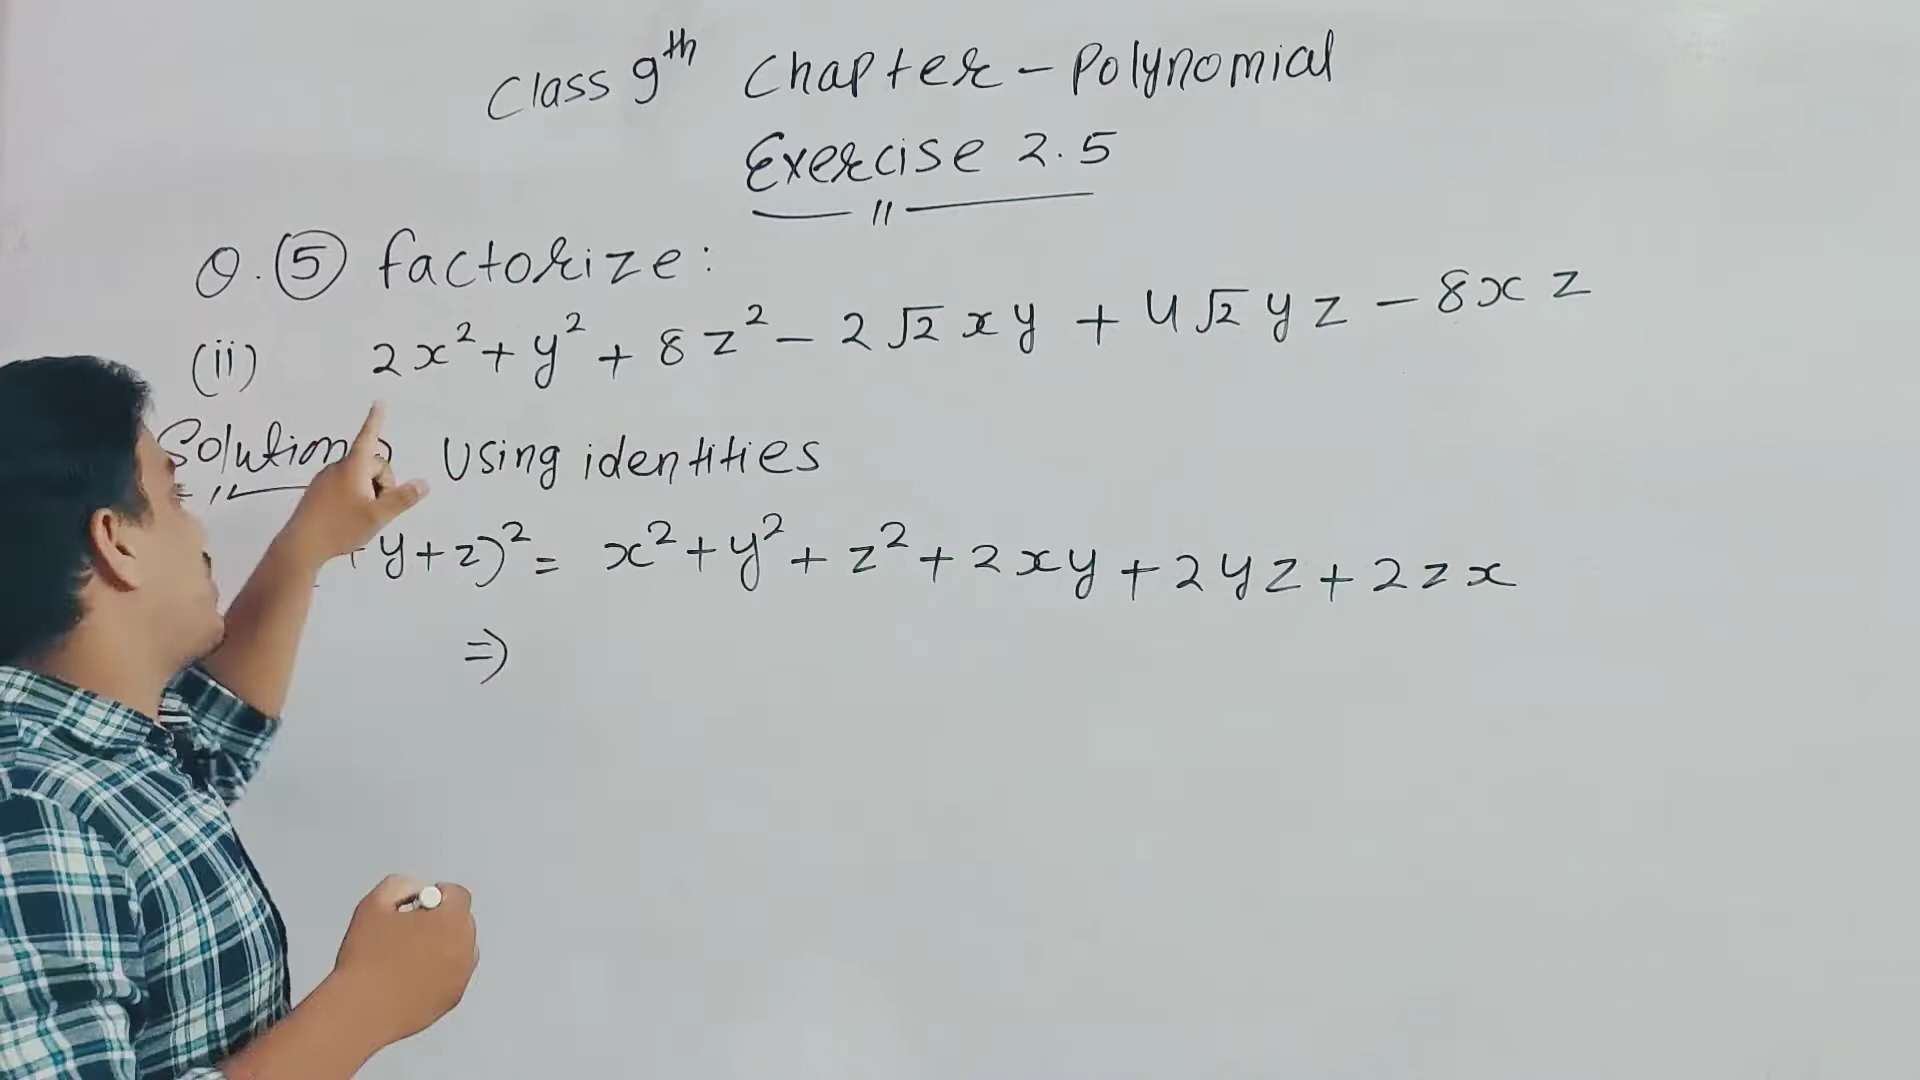 Class 9th Chapter - Polynomial
Exercise 2.5
Q. 5 factorize:
(ii) 2x² + y² + 8z² - 2√2 xy + 4√2 yz - 8xz
Solution Using identities
+y+z)² = x² + y² + z² + 2xy + 2yz + 2zx
⇒